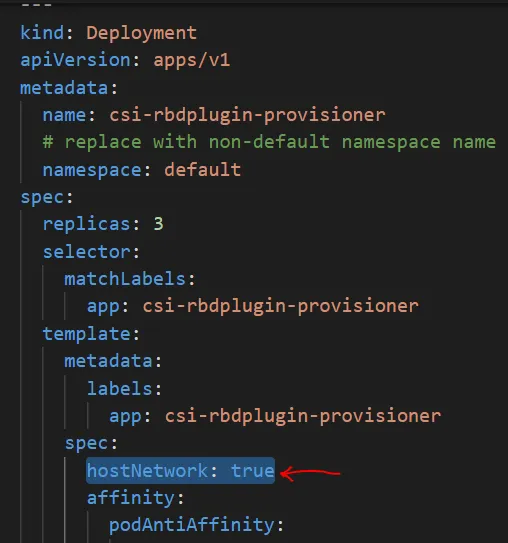 ---
kind: Deployment
apiVersion: apps/v1
metadata:
  name: csi-rbdplugin-provisioner
  # replace with non-default namespace name
  namespace: default
spec:
  replicas: 3
  selector:
    matchLabels:
      app: csi-rbdplugin-provisioner
  template:
    metadata:
      labels:
        app: csi-rbdplugin-provisioner
    spec:
      hostNetwork: true
      affinity:
        podAntiAffinity: